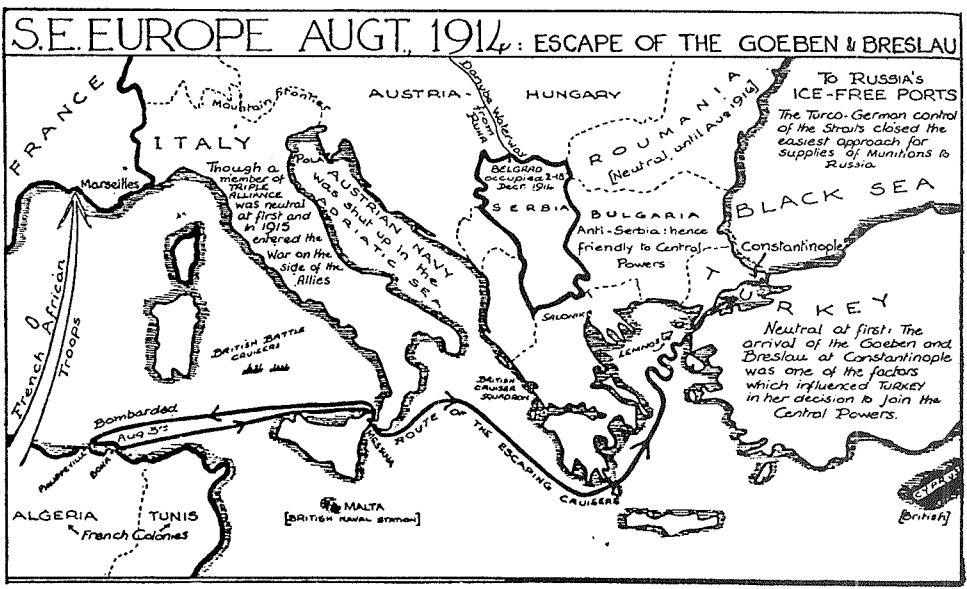 S.E. EUROPE AUGT., 1914: ESCAPE OF THE GOEBEN & BRESLAU
FRANCE
Marseilles
French African
Troops
ITALY
Mountain Frontier
Though a
member of
TRIPLE
ALLIANCE
was neutral
at first and
in 1915
entered the
War on the
side of the
Allies
POLA
AUSTRIAN NAVY
was shut up in the
ADRIATIC SEA
AUSTRIA-HUNGARY
Danube Waterway
from
BELGRAD
occupied 2-15
Decr. 1914
SERBIA
ROUMANIA
[Neutral, until Aug 1916]
BULGARIA
Anti-Serbia: hence
friendly to Central
Powers
TO RUSSIA'S
ICE-FREE PORTS
The Turco-German control
of the Straits closed the
easiest approach for
supplies of Munitions to
Russia
BLACK SEA
Constantinople
TURKEY
Neutral at first: The
arrival of the Goeben and
Breslau at Constantinople
was one of the factors
which influenced TURKEY
in her decision to join the
Central Powers.
SALONIKI
LEMNOS
BRITISH BATTLE
CRUISERS
BRITISH
CRUISER
SQUADRON
Bombarded
Aug 3rd
PHILIPPEVILLE
BONA
MESSINA
ROUTE OF THE ESCAPING CRUISERS
MALTA
[BRITISH NAVAL STATION]
ALGERIA
TUNIS
French Colonies
CYPRUS
[British]